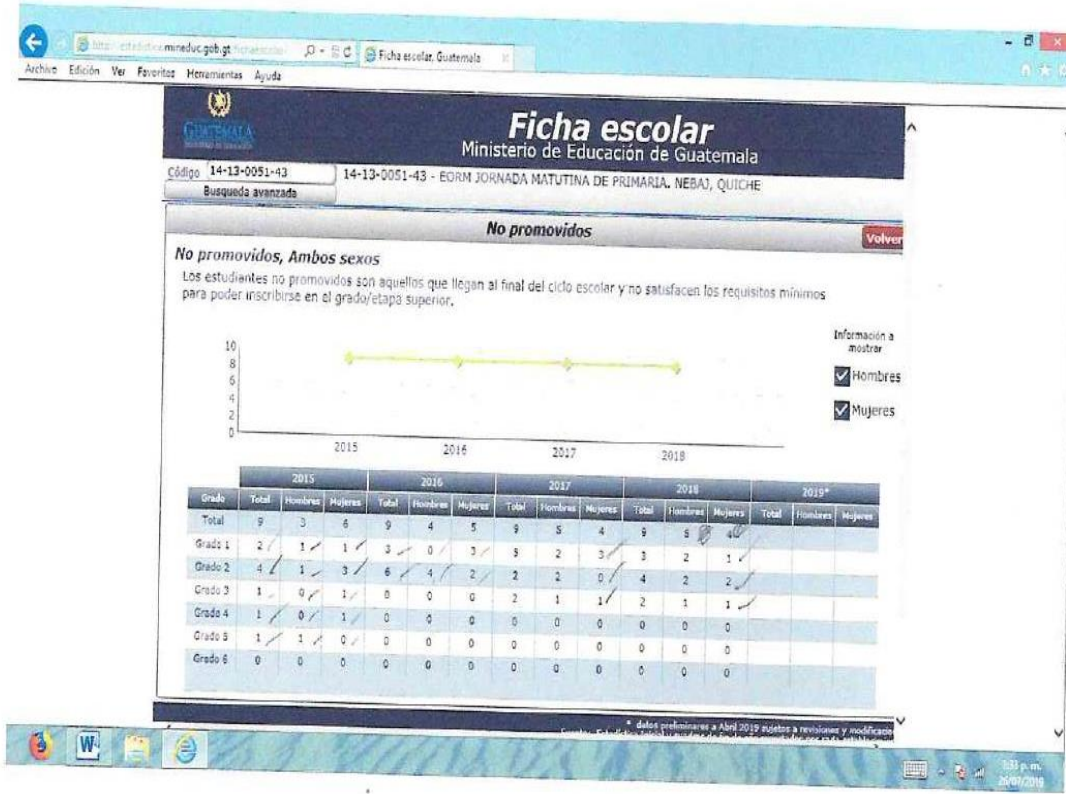 mineduc.gob.gt
Ficha escolar, Guatemala
Archivo Edición Ver Favoritos Herramientas Ayuda
GUATEMALA
Ficha escolar
Ministerio de Educación de Guatemala
Código 14-13-0051-43
14-13-0051-43 - EORM JORNADA MATUTINA DE PRIMARIA. NEBAJ, QUICHE
Busqueda avanzada
No promovidos
Volver
No promovidos, Ambos sexos
Los estudiantes no promovidos son aquellos que llegan al final del ciclo escolar y no satisfacen los requisitos mínimos
para poder inscribirse en el grado/etapa superior.
Información a
mostrar
Hombres
Mujeres
10
8
6
4
2
0
2015 2016 2017 2018
2015 2016 2017 2018 2019*
Grado Total Hombres Mujeres Total Hombres Mujeres Total Hombres Mujeres Total Hombres Mujeres Total Hombres Mujeres
Total 9 3 6 9 4 5 9 5 4 9 5 4
Grado 1 2 1 1 3 0 3 5 2 3 3 2 1
Grado 2 4 1 3 6 4 2 2 2 0 4 2 2
Grado 3 1 0 1 0 0 0 2 1 1 2 1 1
Grado 4 1 0 1 0 0 0 0 0 0 0 0 0
Grado 5 1 1 0 0 0 0 0 0 0 0 0 0
Grado 6 0 0 0 0 0 0 0 0 0 0 0 0
* datos preliminares a Abril 2019 sujetos a revisiones y modificacio
W
3:33 p. m.
26/07/2019